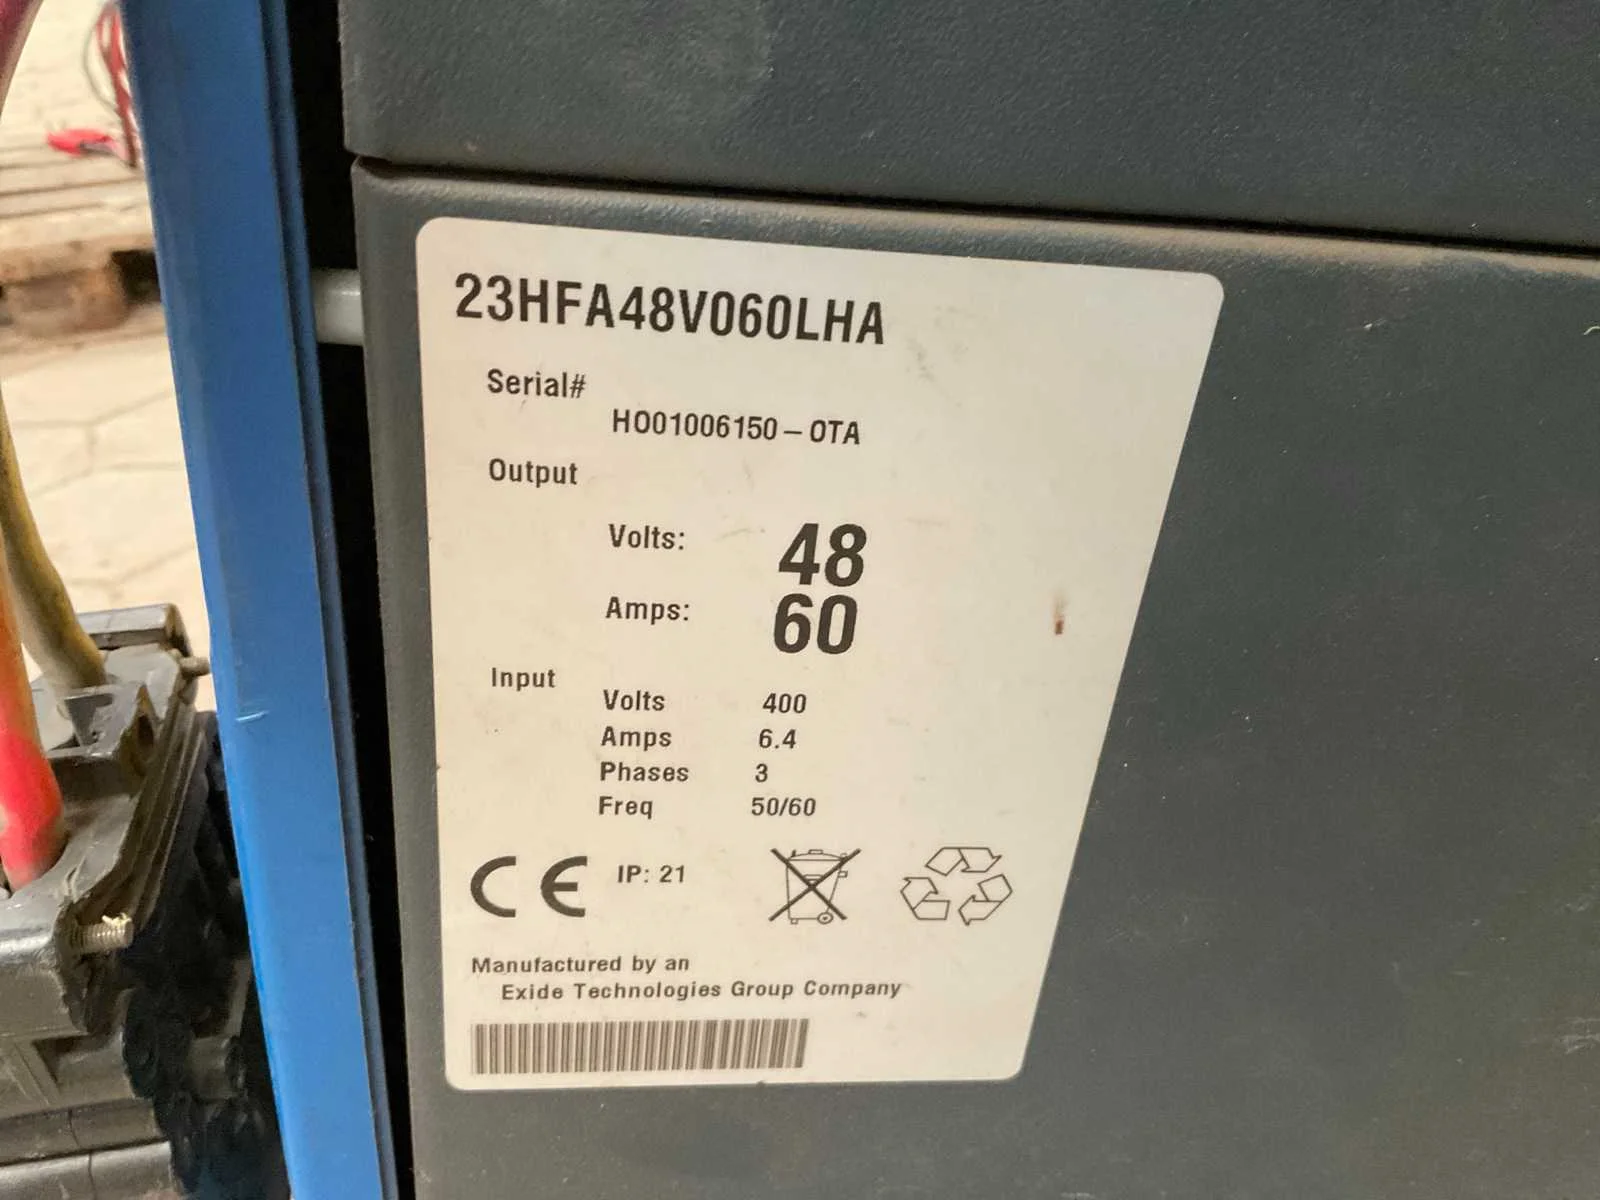 23HFA48V060LHA
Serial#
HO01006150-OTA
Output
Volts: 48
Amps: 60
Input
Volts 400
Amps 6.4
Phases 3
Freq 50/60
CE IP: 21
Manufactured by an
Exide Technologies Group Company